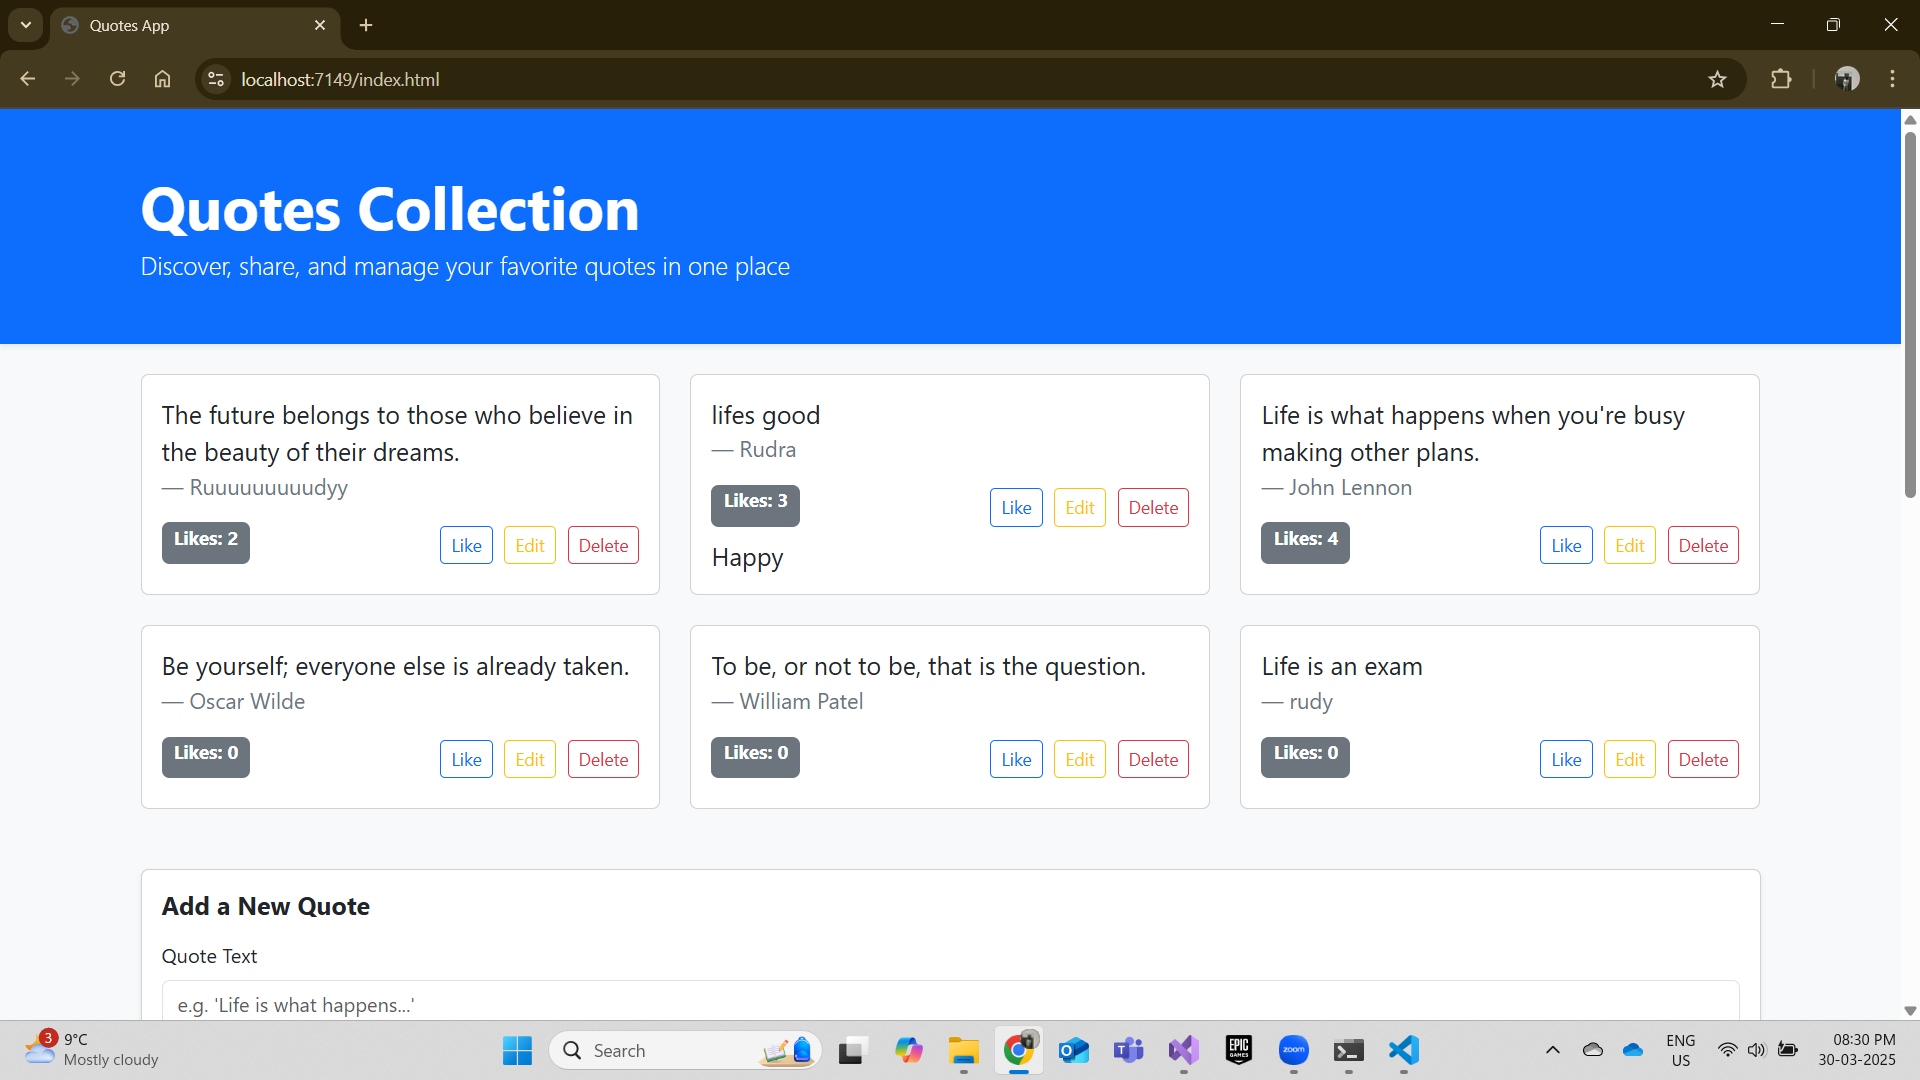 Quotes App
localhost:7149/index.html
Quotes Collection
Discover, share, and manage your favorite quotes in one place
The future belongs to those who believe in
the beauty of their dreams.
— Ruuuuuuuuudyy
Likes: 2
Like
Edit
Delete
lifes good
— Rudra
Likes: 3
Like
Edit
Delete
Happy
Life is what happens when you're busy
making other plans.
— John Lennon
Likes: 4
Like
Edit
Delete
Be yourself; everyone else is already taken.
— Oscar Wilde
Likes: 0
Like
Edit
Delete
To be, or not to be, that is the question.
— William Patel
Likes: 0
Like
Edit
Delete
Life is an exam
— rudy
Likes: 0
Like
Edit
Delete
Add a New Quote
Quote Text
e.g. 'Life is what happens...'
3
9°C
Mostly cloudy
Search
EPIC
GAMES
zoom
ENG
US
08:30 PM
30-03-2025